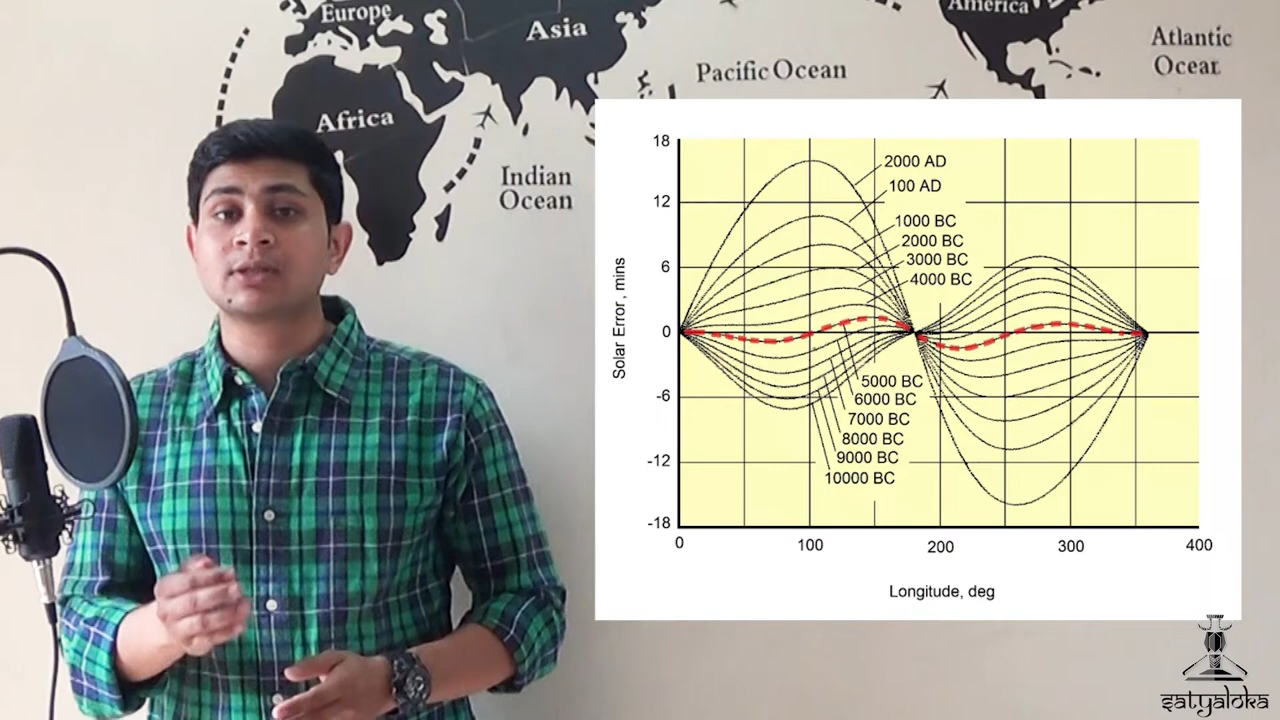 Europe
Asia
America
Africa
Pacific Ocean
Atlantic
Ocear
Indian
Ocean
18
12
6
0
-6
-12
-18
Solar Error , mins
2000 AD
100 AD
1000 BC
2000 BC
3000 BC
4000 BC
5000 BC
6000 BC
7000 BC
8000 BC
9000 BC
10000 BC
0
100
200
300
400
Longitude, deg
satyaloka